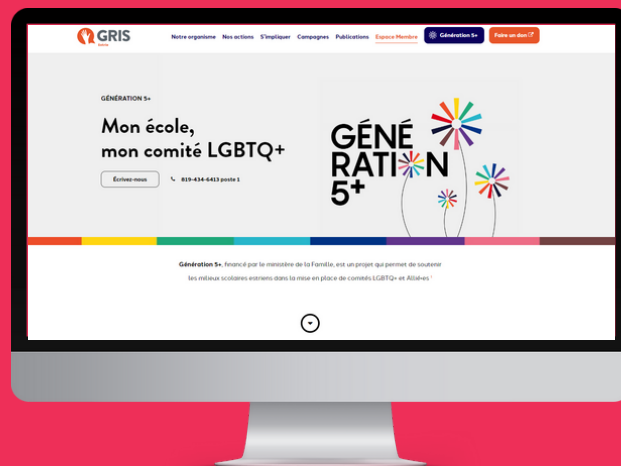 GRIS
Estrie
Notre organisme Nos actions S'impliquer Campagnes Publications Espace Membre Génération 5+ Faire un don
GÉNÉRATION 5+
Mon école,
mon comité LGBTQ+
Écrivez-nous 819-434-6413 poste 1
GÉNÉ
RATION
5+
Génération 5+, financé par le ministère de la Famille, est un projet qui permet de soutenir
les milieux scolaires estriens dans la mise en place de comités LGBTQ+ et Allié•es !